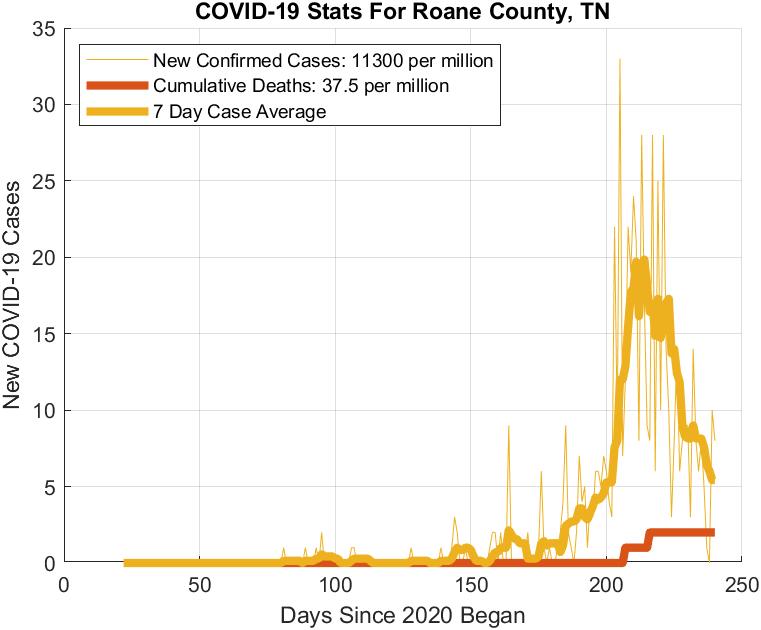 COVID-19 Stats For Roane County, TN
New Confirmed Cases: 11300 per million
Cumulative Deaths: 37.5 per million
7 Day Case Average
New COVID-19 Cases
35
30
25
20
15
10
5
0
0 50 100 150 200 250
Days Since 2020 Began